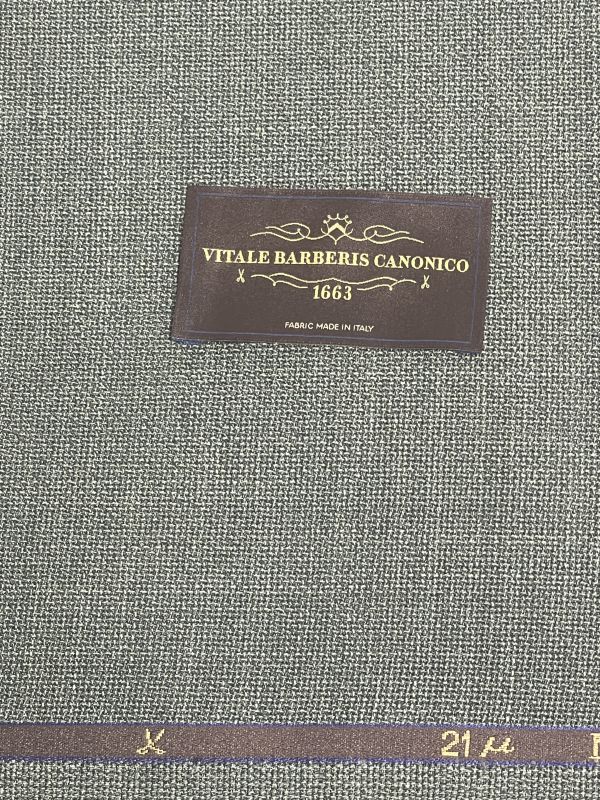 VITALE BARBERIS CANONICO
1663
FABRIC MADE IN ITALY
21 μ